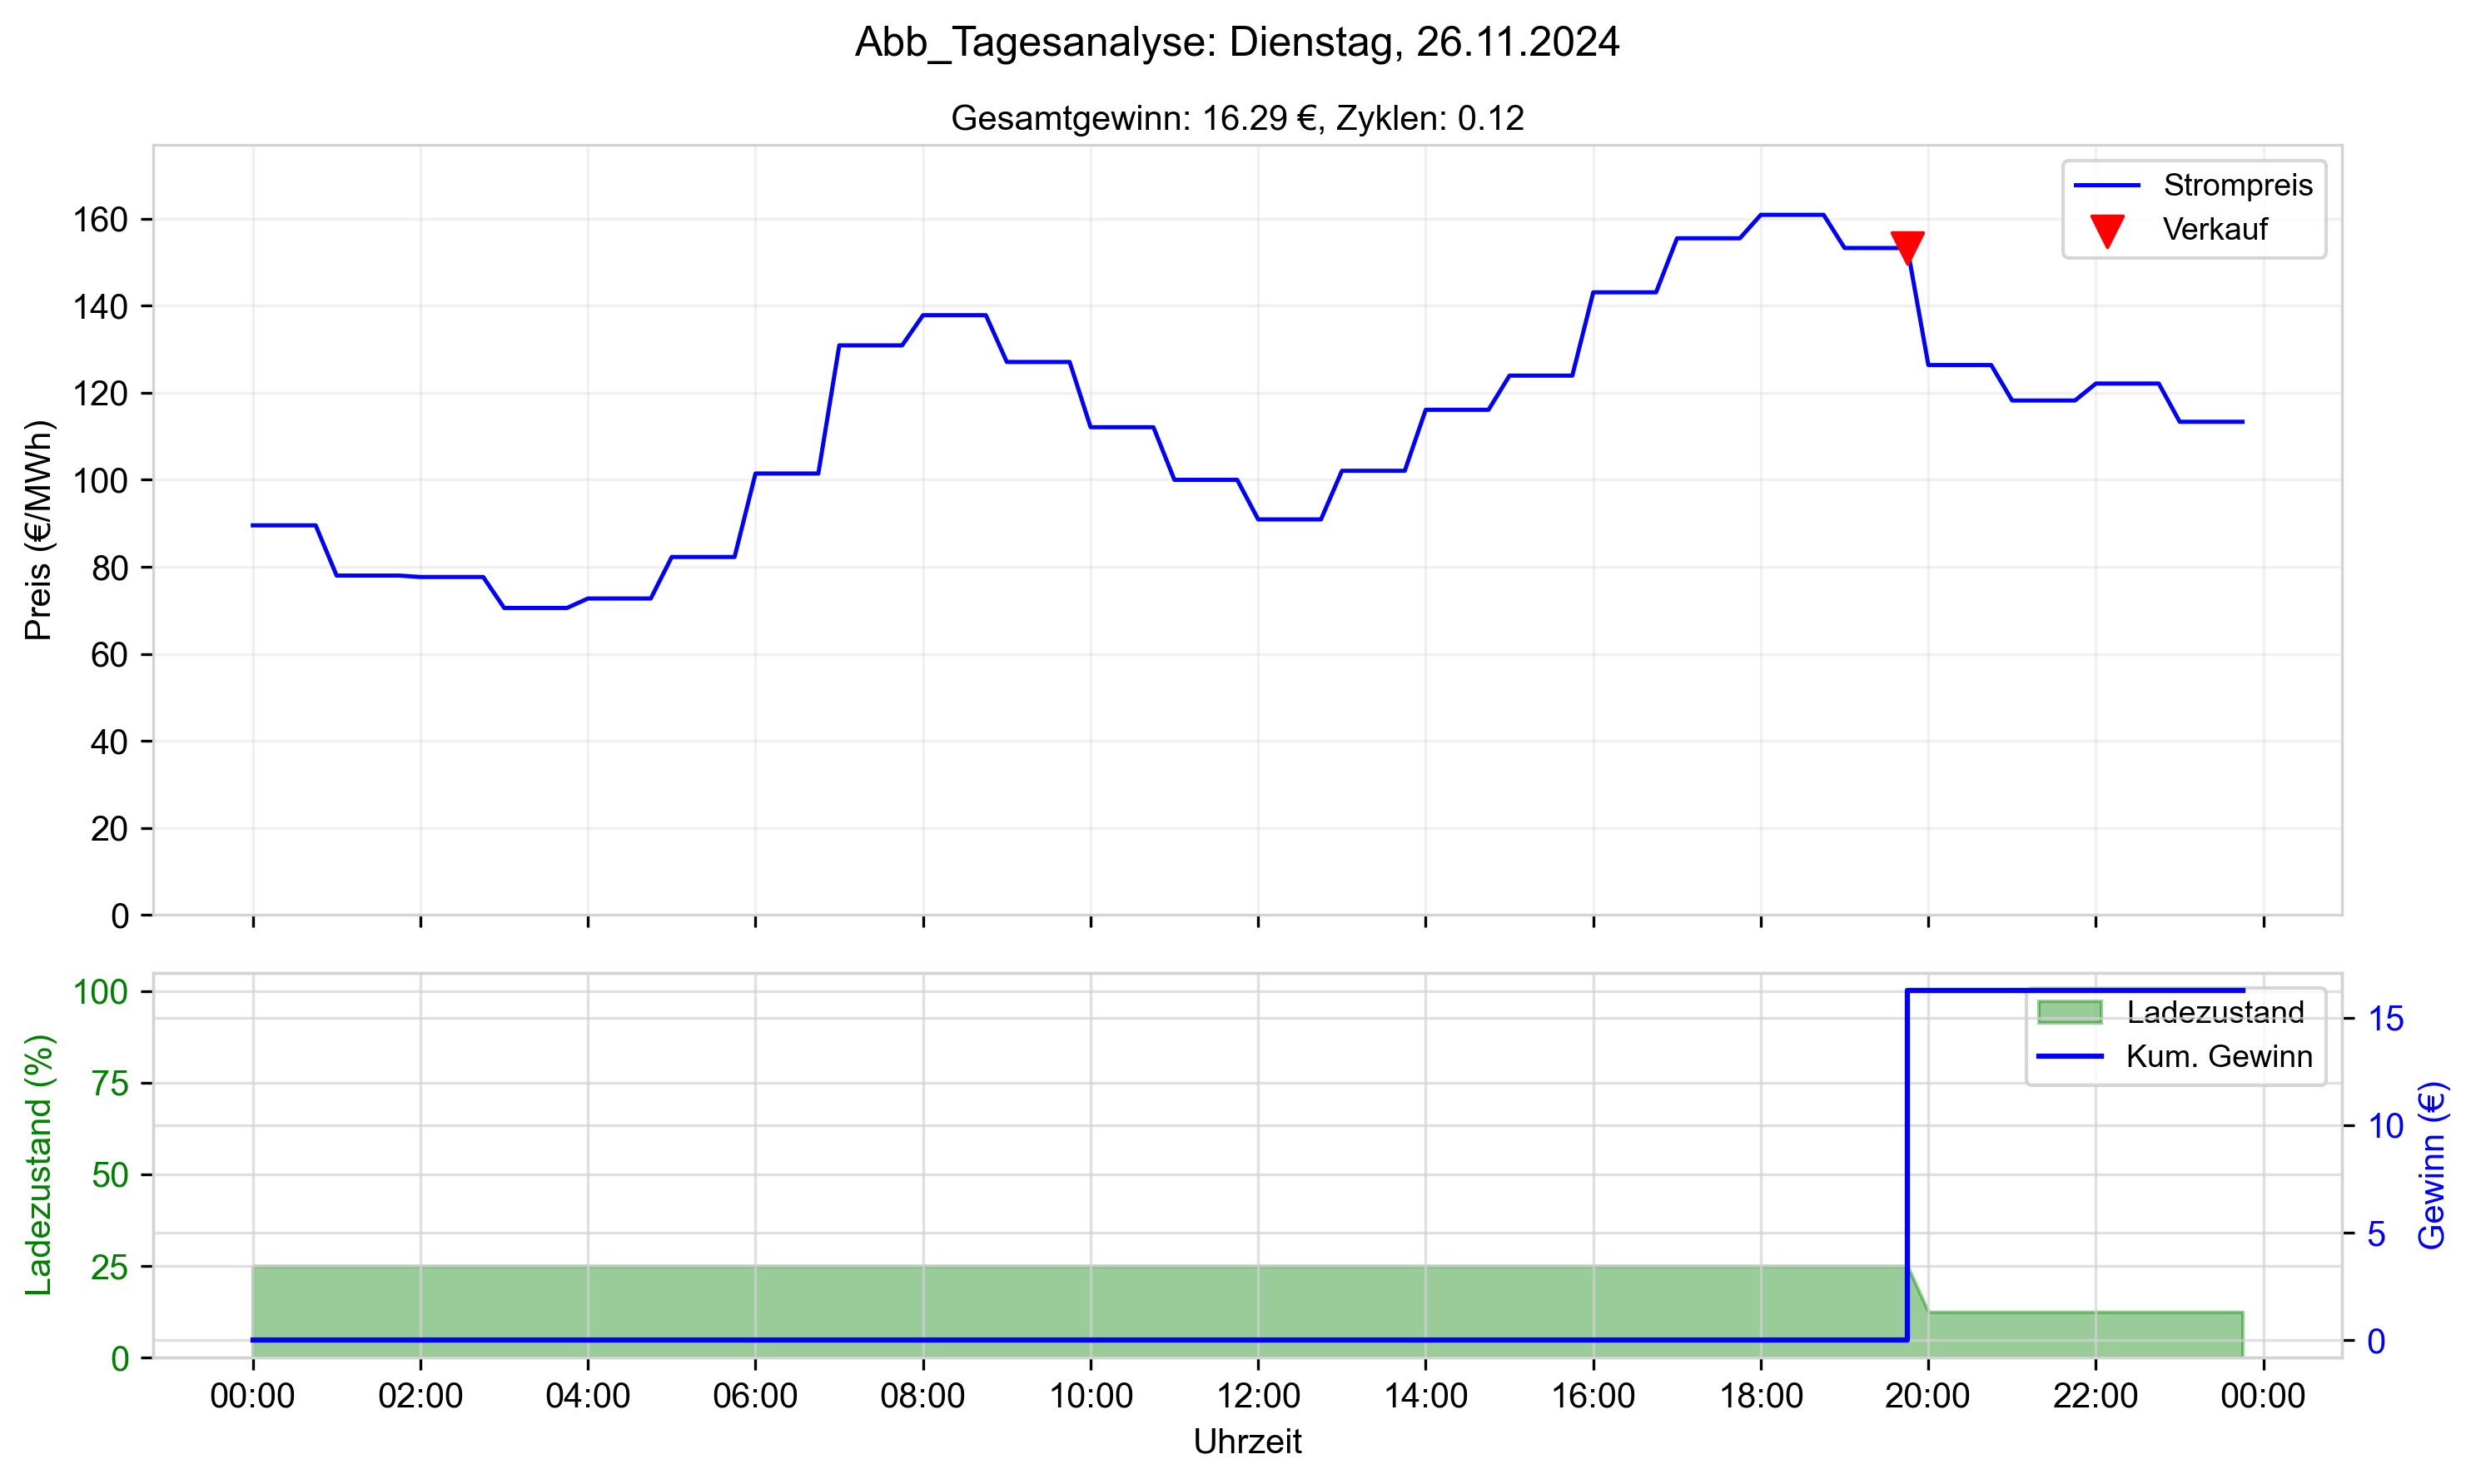 Abb_Tagesanalyse: Dienstag, 26.11.2024
Gesamtgewinn: 16.29 €, Zyklen: 0.12
Strompreis
Verkauf
Preis (€/MWh)
160
140
120
100
80
60
40
20
0
Ladezustand
Kum. Gewinn
Ladezustand (%)
100
75
50
25
0
Gewinn (€)
15
10
5
0
00:00 02:00 04:00 06:00 08:00 10:00 12:00 14:00 16:00 18:00 20:00 22:00 00:00
Uhrzeit